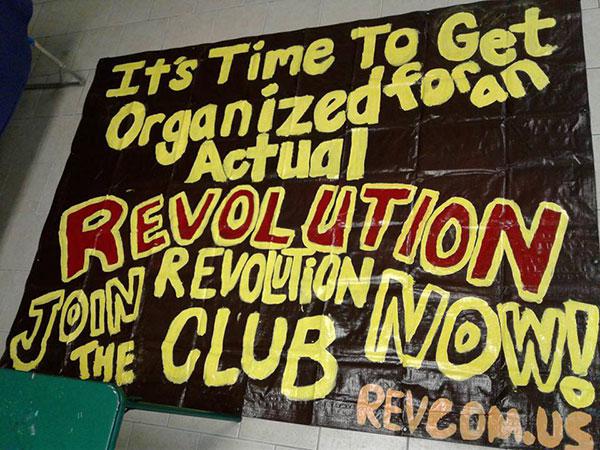 It's Time To Get
Organized for an
Actual
REVOLUTION
JOIN THE REVOLUTION CLUB NOW!
REVCOM.US